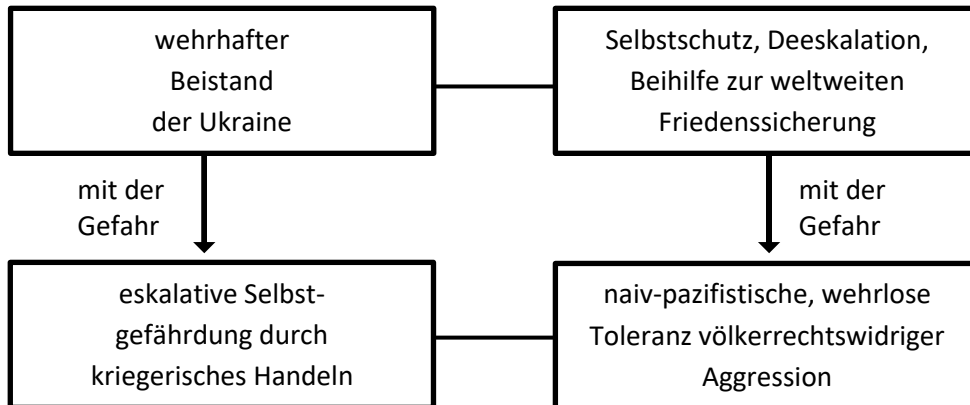 wehrhafter
Beistand
der Ukraine
Selbstschutz, Deeskalation,
Beihilfe zur weltweiten
Friedenssicherung
mit der
Gefahr
mit der
Gefahr
eskalative Selbst-
gefährdung durch
kriegerisches Handeln
naiv-pazifistische, wehrlose
Toleranz völkerrechtswidriger
Aggression